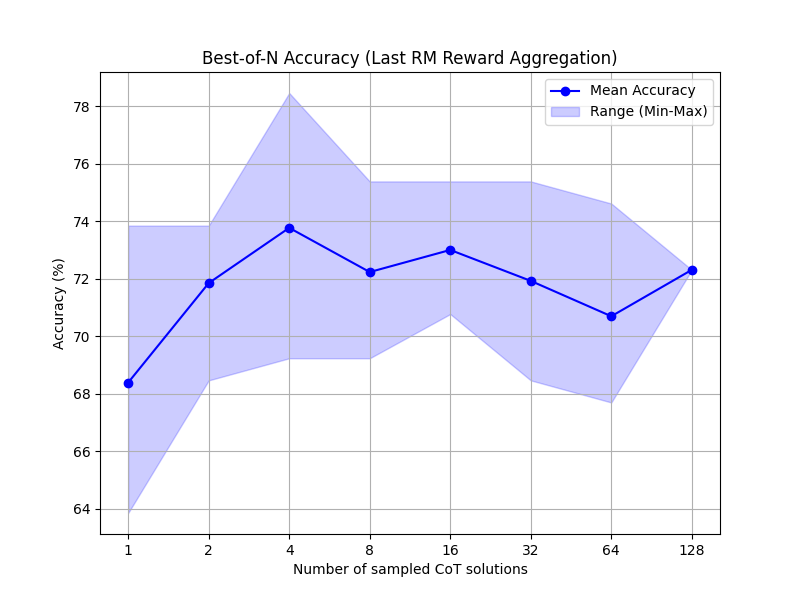 Best-of-N Accuracy (Last RM Reward Aggregation)
Mean Accuracy
Range (Min-Max)
Accuracy (%)
78
76
74
72
70
68
66
64
1 2 4 8 16 32 64 128
Number of sampled CoT solutions